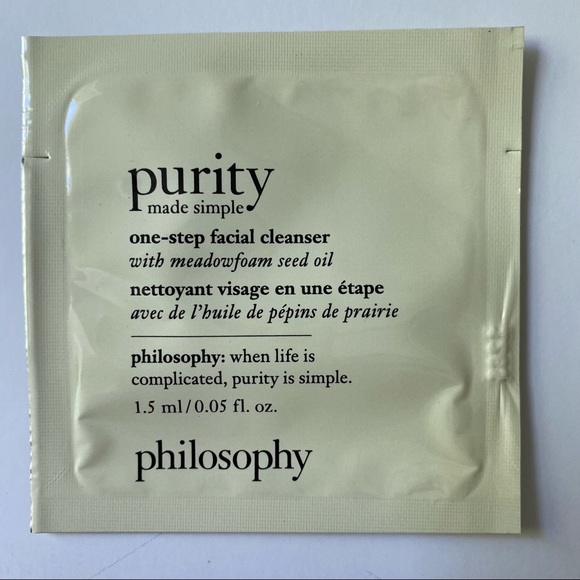 purity
made simple
one-step facial cleanser
with meadowfoam seed oil
nettoyant visage en une étape
avec de l'huile de pépins de prairie
philosophy: when life is
complicated, purity is simple.
1.5 ml/0.05 fl. oz.
philosophy